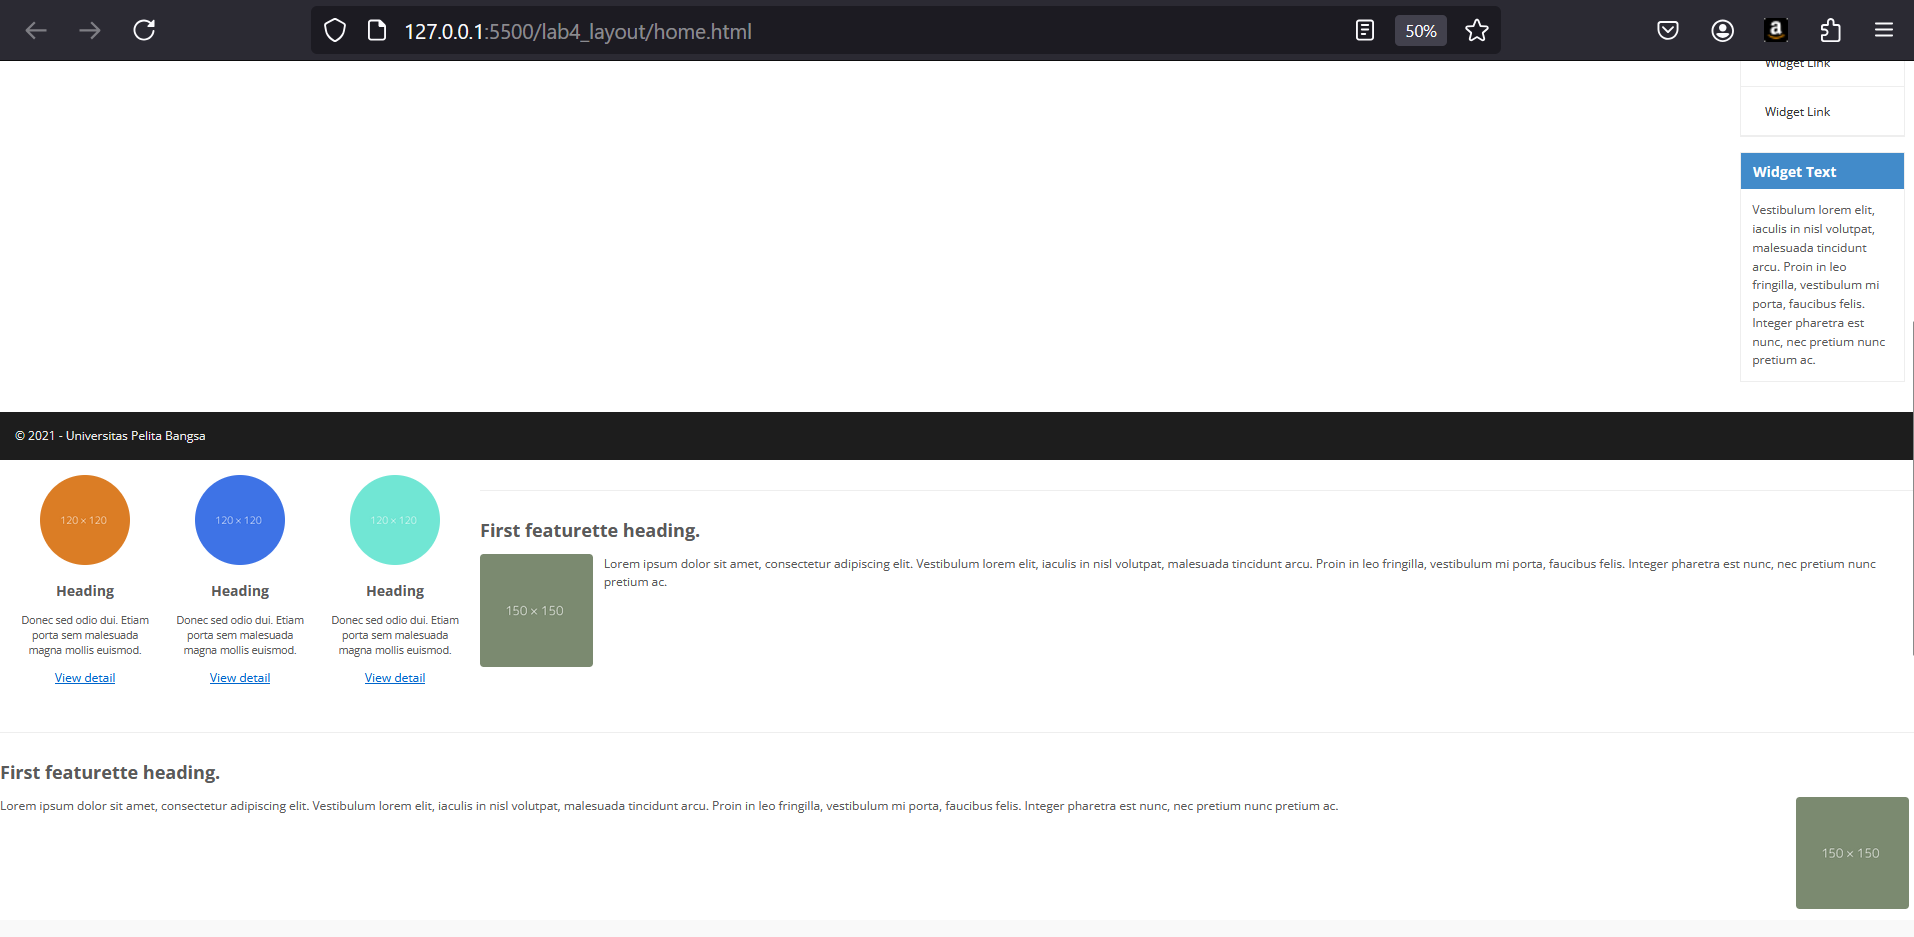 127.0.0.1:5500/lab4_layout/home.html
50%
Widget Link
Widget Link
Widget Text
Vestibulum lorem elit,
iaculis in nisl volutpat,
malesuada tincidunt
arcu. Proin in leo
fringilla, vestibulum mi
porta, faucibus felis.
Integer pharetra est
nunc, nec pretium nunc
pretium ac.
© 2021 - Universitas Pelita Bangsa
120 × 120
Heading
Donec sed odio dui. Etiam
porta sem malesuada
magna mollis euismod.
View detail
120 × 120
Heading
Donec sed odio dui. Etiam
porta sem malesuada
magna mollis euismod.
View detail
120 × 120
Heading
Donec sed odio dui. Etiam
porta sem malesuada
magna mollis euismod.
View detail
First featurette heading.
150 × 150
Lorem ipsum dolor sit amet, consectetur adipiscing elit. Vestibulum lorem elit, iaculis in nisl volutpat, malesuada tincidunt arcu. Proin in leo fringilla, vestibulum mi porta, faucibus felis. Integer pharetra est nunc, nec pretium nunc
pretium ac.
First featurette heading.
Lorem ipsum dolor sit amet, consectetur adipiscing elit. Vestibulum lorem elit, iaculis in nisl volutpat, malesuada tincidunt arcu. Proin in leo fringilla, vestibulum mi porta, faucibus felis. Integer pharetra est nunc, nec pretium nunc pretium ac.
150 × 150